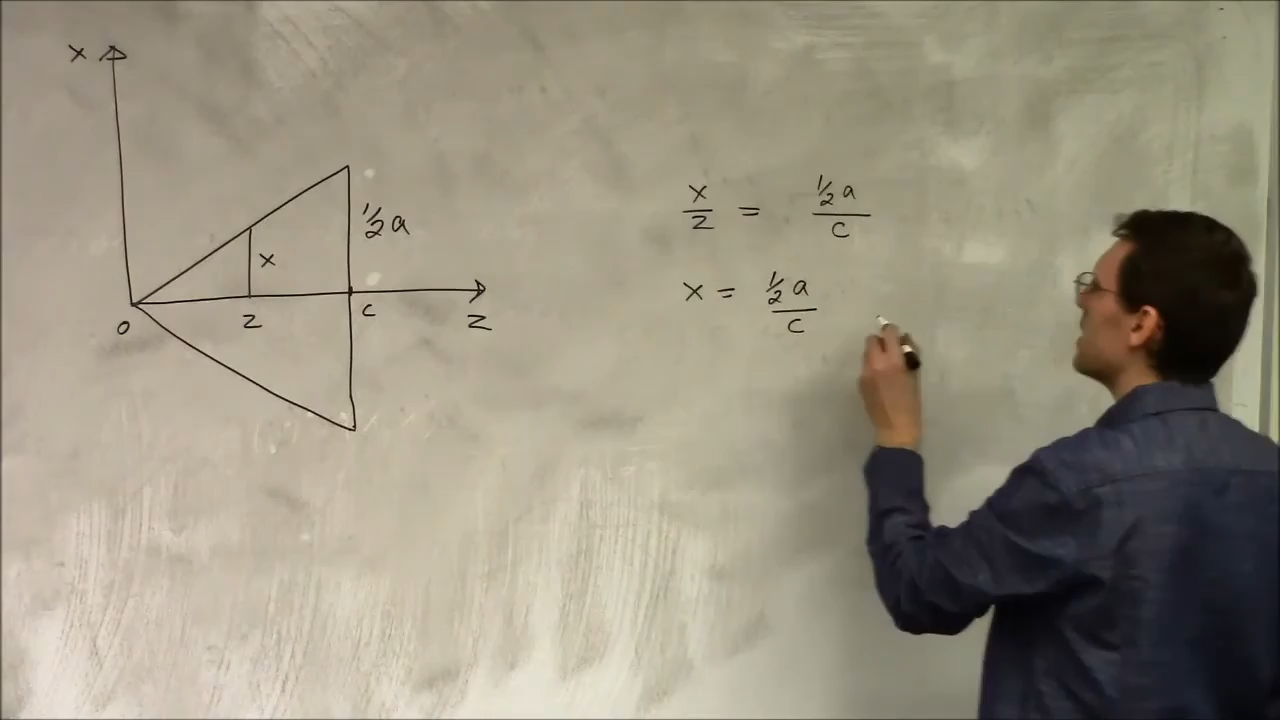 x
½a
x
0
z
c
z
x/z = ½a/c
x = ½a/c